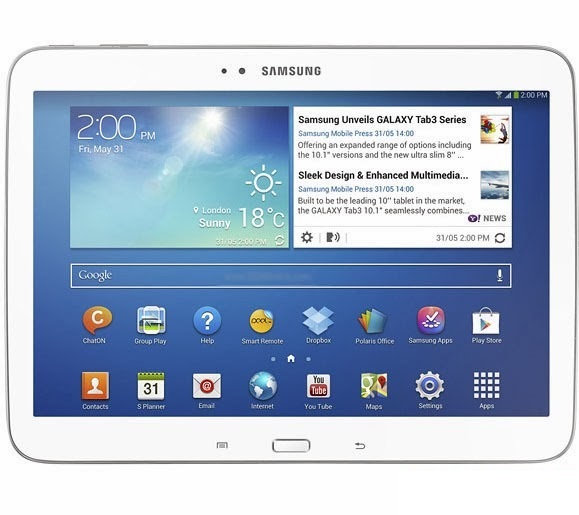 SAMSUNG
2:00 PM
2:00 PM
Fri, May 31
London
Sunny 18°C
31/05 2:00 PM
Samsung Unveils GALAXY Tab3 Series
Samsung Mobile Press 31/05 14:00
Offering an expanded range of options including
the 10.1" versions and the new ultra slim 8" ...
Sleek Design & Enhanced Multimedia...
Samsung Mobile Press 31/05 14:00
Built to be the leading 10" tablet in the market,
the GALAXY Tab3 10.1" seamlessly combines...
Y! NEWS
31/05 2:00 PM
Google
ChatON Group Play Help Smart Remote Dropbox Polaris Office Samsung Apps Play Store
31
You Tube
Contacts S Planner Email Internet You Tube Maps Settings Apps